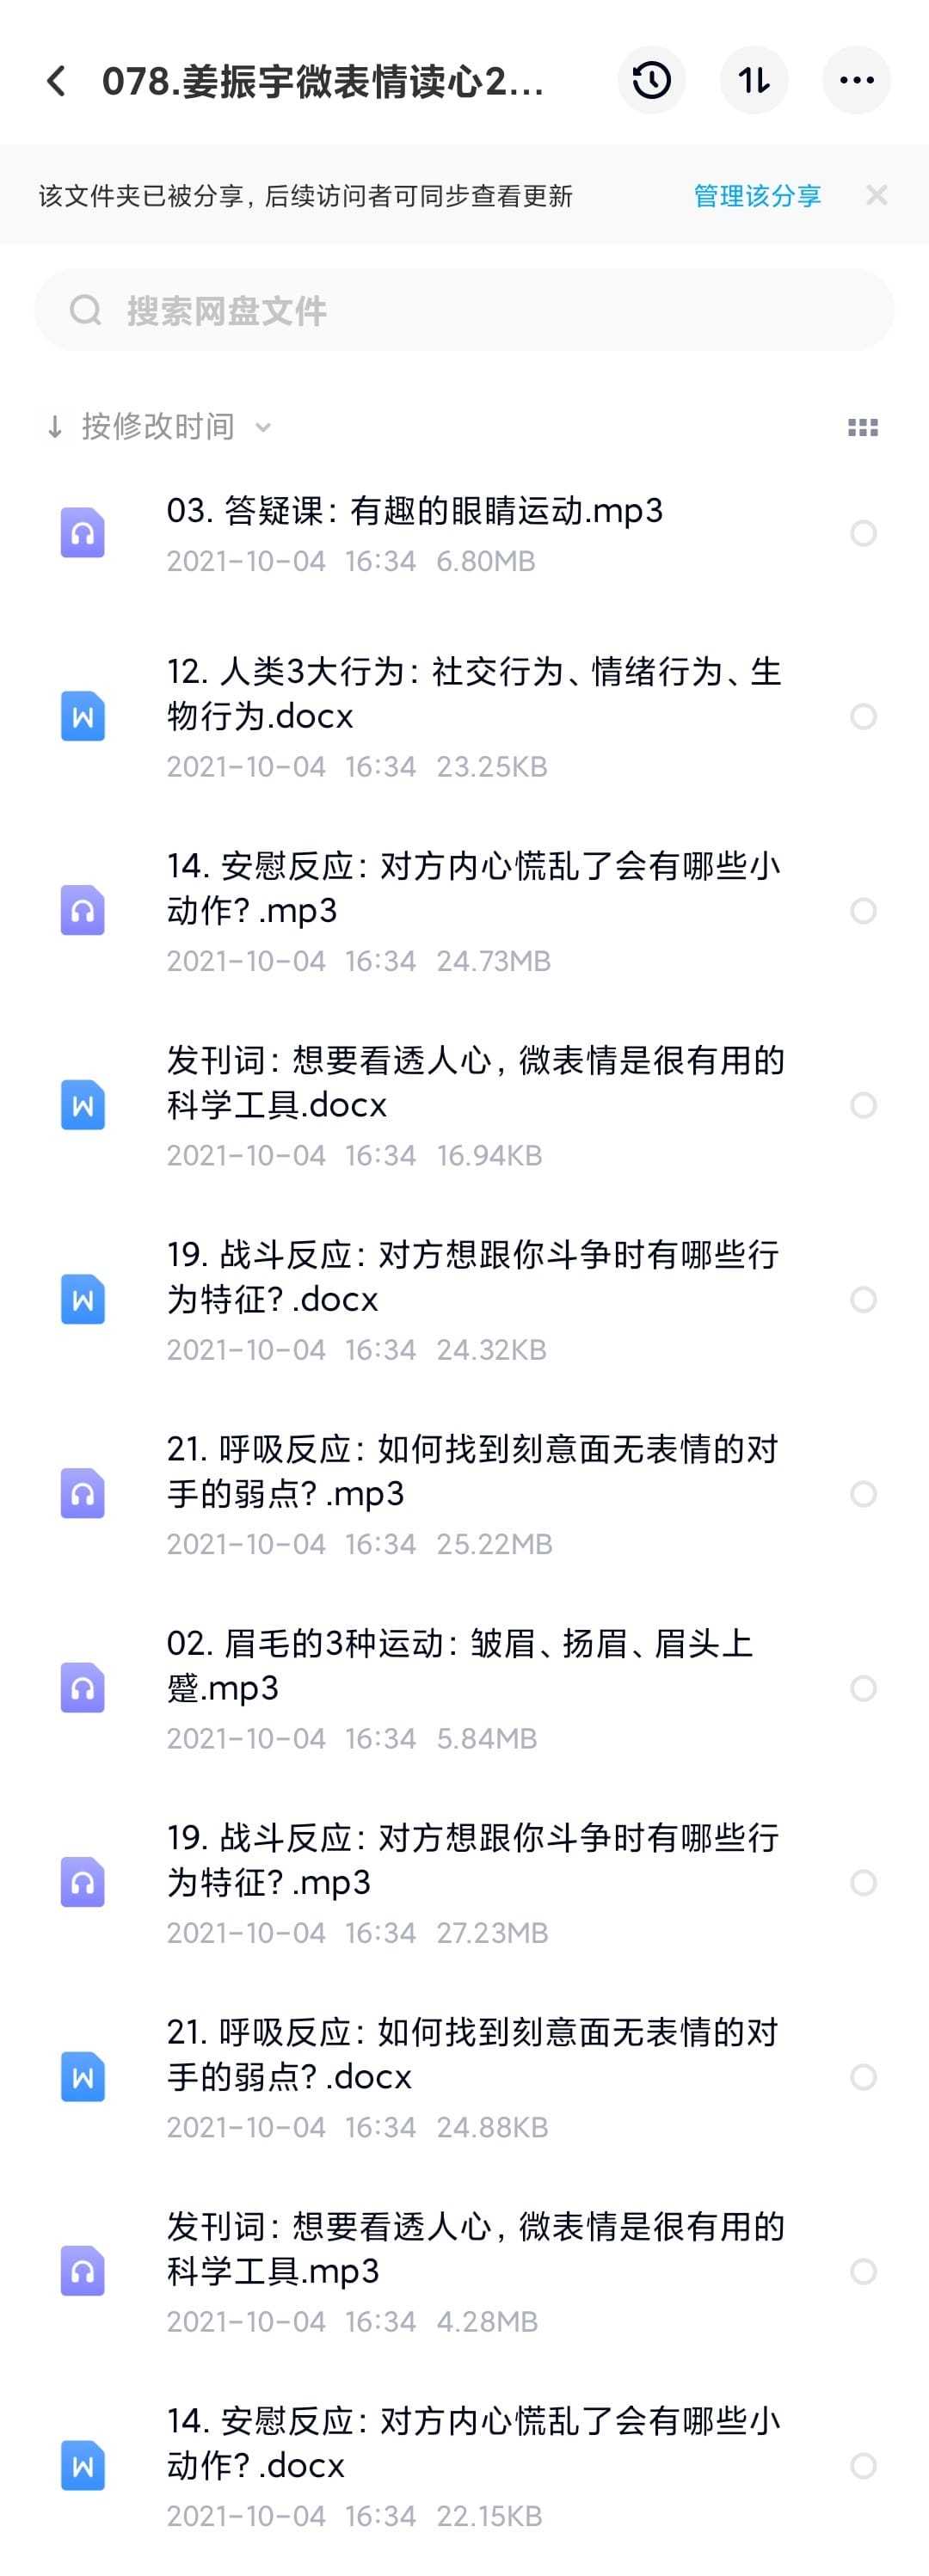 078.姜振宇微表情读心2...
该文件夹已被分享，后续访问者可同步查看更新 管理该分享
搜索网盘文件
按修改时间
03. 答疑课：有趣的眼睛运动.mp3
2021-10-04 16:34 6.80MB
12. 人类3大行为：社交行为、情绪行为、生
物行为.docx
2021-10-04 16:34 23.25KB
14. 安慰反应：对方内心慌乱了会有哪些小
动作？.mp3
2021-10-04 16:34 24.73MB
发刊词：想要看透人心，微表情是很有用的
科学工具.docx
2021-10-04 16:34 16.94KB
19. 战斗反应：对方想跟你斗争时有哪些行
为特征？.docx
2021-10-04 16:34 24.32KB
21. 呼吸反应：如何找到刻意面无表情的对
手的弱点？.mp3
2021-10-04 16:34 25.22MB
02. 眉毛的3种运动：皱眉、扬眉、眉头上
蹙.mp3
2021-10-04 16:34 5.84MB
19. 战斗反应：对方想跟你斗争时有哪些行
为特征？.mp3
2021-10-04 16:34 27.23MB
21. 呼吸反应：如何找到刻意面无表情的对
手的弱点？.docx
2021-10-04 16:34 24.88KB
发刊词：想要看透人心，微表情是很有用的
科学工具.mp3
2021-10-04 16:34 4.28MB
14. 安慰反应：对方内心慌乱了会有哪些小
动作？.docx
2021-10-04 16:34 22.15KB